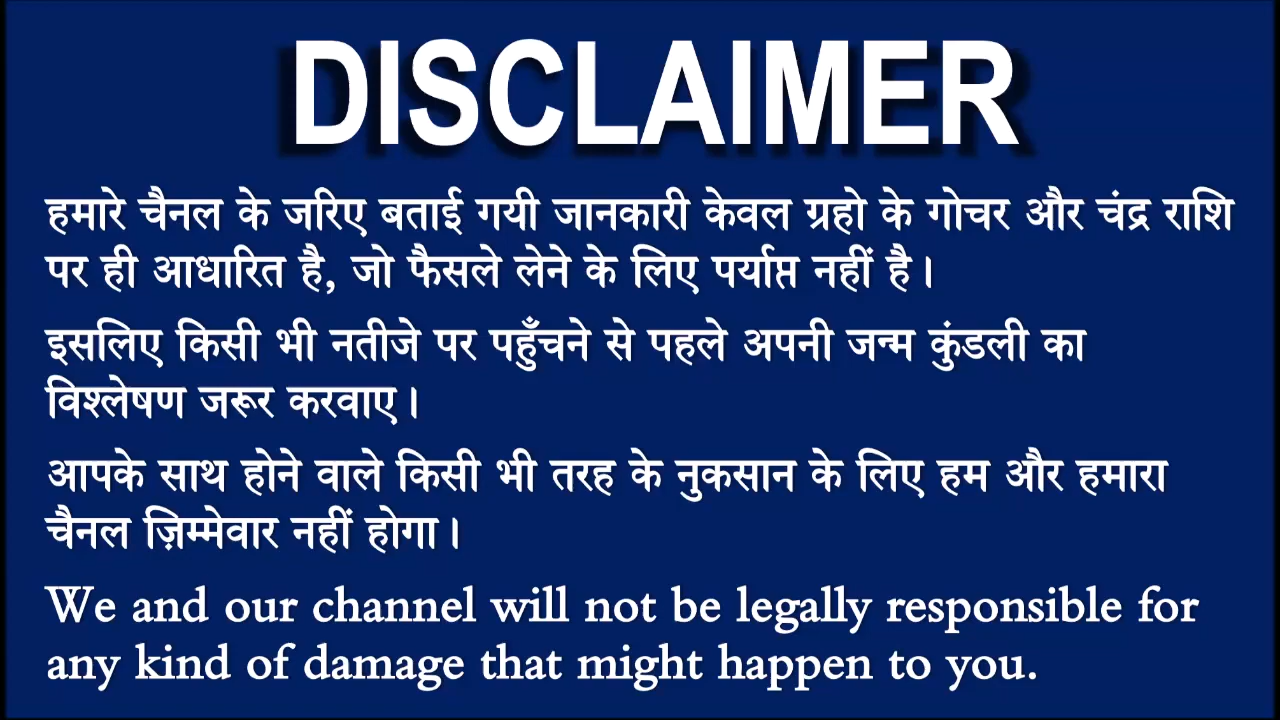 DISCLAIMER
हमारे चैनल के जरिए बताई गयी जानकारी केवल ग्रहो के गोचर और चंद्र राशि
पर ही आधारित है, जो फैसले लेने के लिए पर्याप्त नहीं है।
इसलिए किसी भी नतीजे पर पहुँचने से पहले अपनी जन्म कुंडली का
विश्लेषण जरूर करवाए।
आपके साथ होने वाले किसी भी तरह के नुकसान के लिए हम और हमारा
चैनल ज़िम्मेवार नहीं होगा।
We and our channel will not be legally responsible for
any kind of damage that might happen to you.